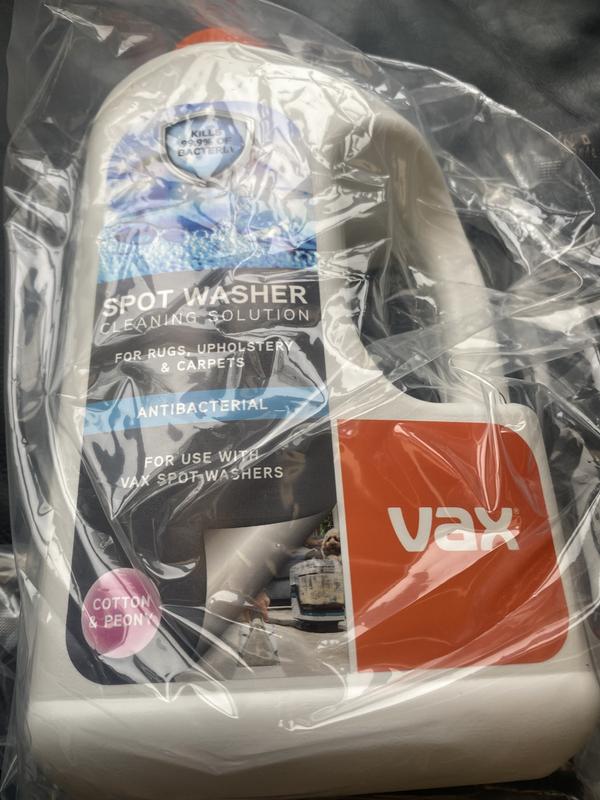 KILLS
99.9% OF
BACTERIA
SPOT WASHER
CLEANING SOLUTION
FOR RUGS, UPHOLSTERY
& CARPETS
ANTIBACTERIAL
FOR USE WITH
VAX SPOT WASHERS
vax
COTTON
& PEONY